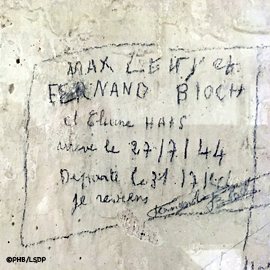 MAX LEVY et
FERNAND BLOCH
et Eliane HAAS
arrivé le 27/7/44
Déporté le 31/7/44
je reviens
©PHB/LSDP